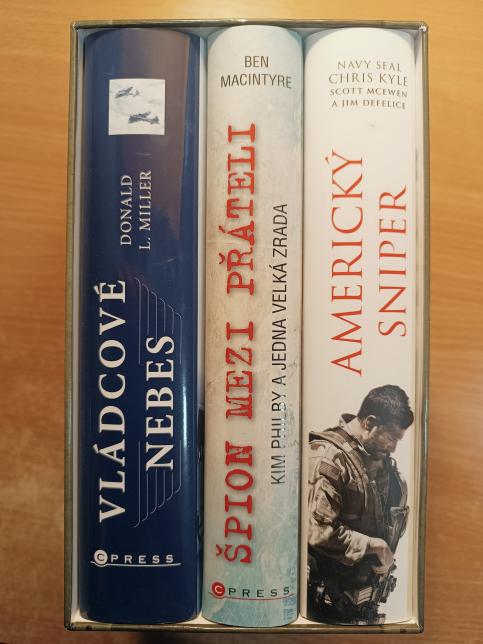 DONALD
L. MILLER
VLÁDCOVÉ
NEBES
CPRESS
BEN
MACINTYRE
ŠPION MEZI PŘÁTELI
KIM PHILBY A JEDNA VELKÁ ZRADA
CPRESS
NAVY SEAL
CHRIS KYLE
SCOTT MCEWEN
A JIM DEFELICE
AMERICKÝ
SNIPER